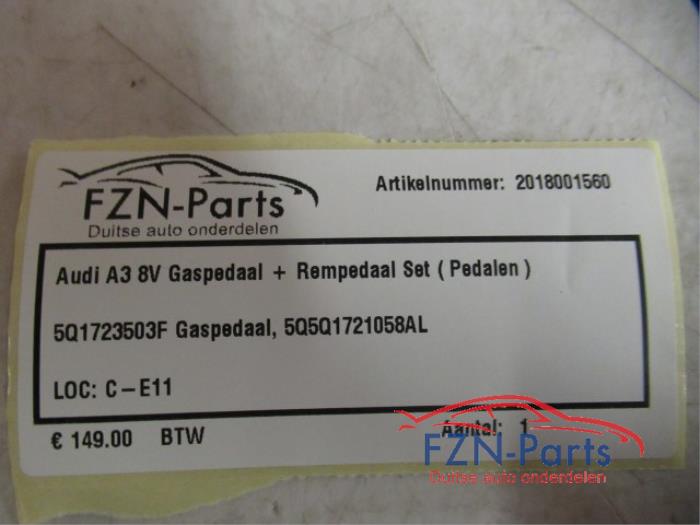 FZN-Parts
Duitse auto onderdelen
Artikelnummer: 2018001560
Audi A3 8V Gaspedaal + Rempedaal Set ( Pedalen )
5Q1723503F Gaspedaal, 5Q5Q1721058AL
LOC: C-E11
€ 149.00 BTW
Aantal: 1
FZN-Parts
Duitse auto onderdelen